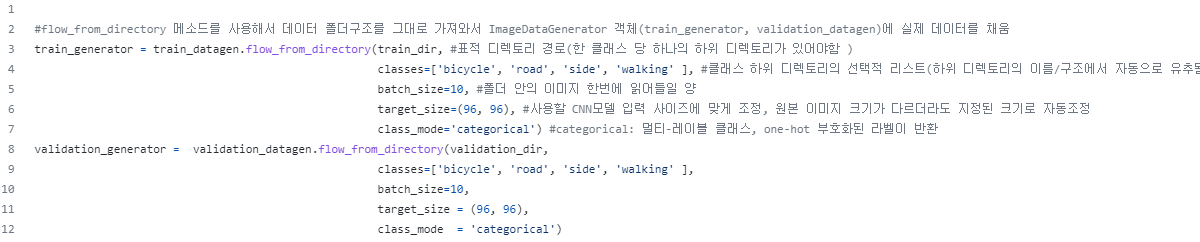 1
2 #flow_from_directory 메소드를 사용해서 데이터 폴더구조를 그대로 가져와서 ImageDataGenerator 객체(train_generator, validation_datagen)에 실제 데이터를 채움
3 train_generator = train_datagen.flow_from_directory(train_dir, #표적 디렉토리 경로(한 클래스 당 하나의 하위 디렉토리가 있어야함 )
4 classes=['bicycle', 'road', 'side', 'walking' ], #클래스 하위 디렉토리의 선택적 리스트(하위 디렉토리의 이름/구조에서 자동으로 유추됨
5 batch_size=10, #폴더 안의 이미지 한번에 읽어들일 양
6 target_size=(96, 96), #사용할 CNN모델 입력 사이즈에 맞게 조정, 원본 이미지 크기가 다르더라도 지정된 크기로 자동조정
7 class_mode='categorical') #categorical: 멀티-레이블 클래스, one-hot 부호화된 라벨이 반환
8 validation_generator =  validation_datagen.flow_from_directory(validation_dir,
9 classes=['bicycle', 'road', 'side', 'walking' ],
10 batch_size=10,
11 target_size = (96, 96),
12 class_mode  = 'categorical')